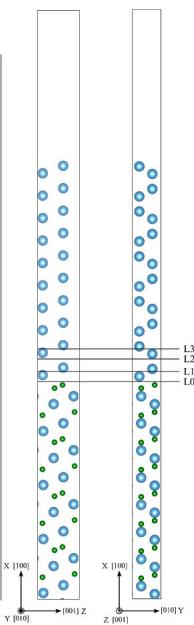 L3
L2
L1
L0
X [100]
X [100]
[001] Z
[010] Y
Y [010]
Z [001]